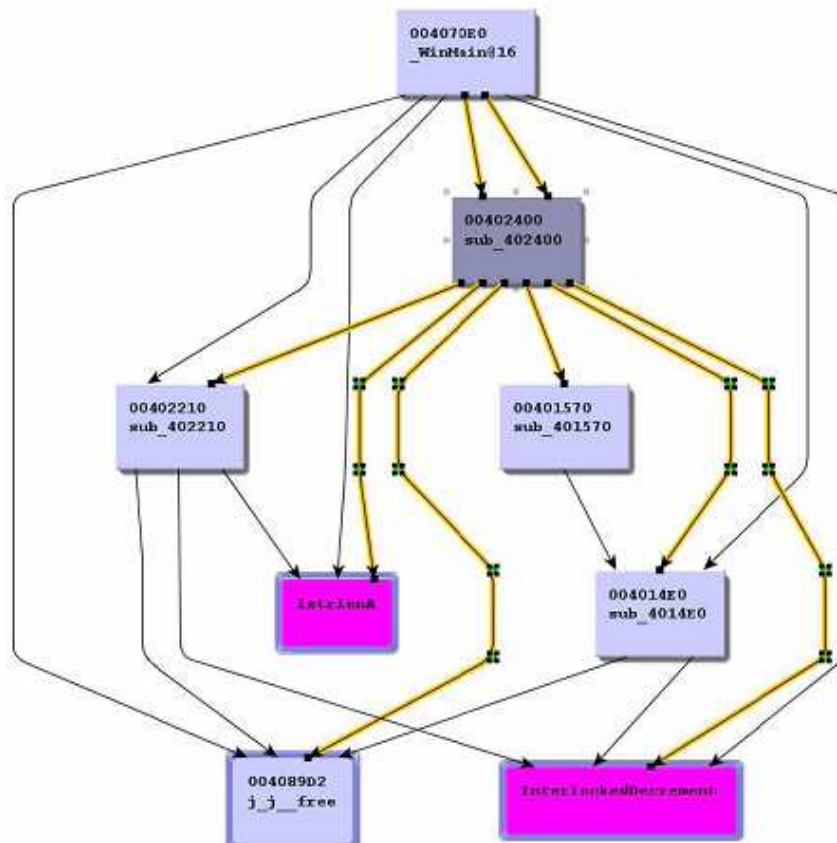 004070E0
_WinMain@16
00402400
sub_402400
00402210
sub_402210
00401570
sub_401570
lstrlenA
004014E0
sub_4014E0
004089D2
j_j__free
InterlockedDecrement